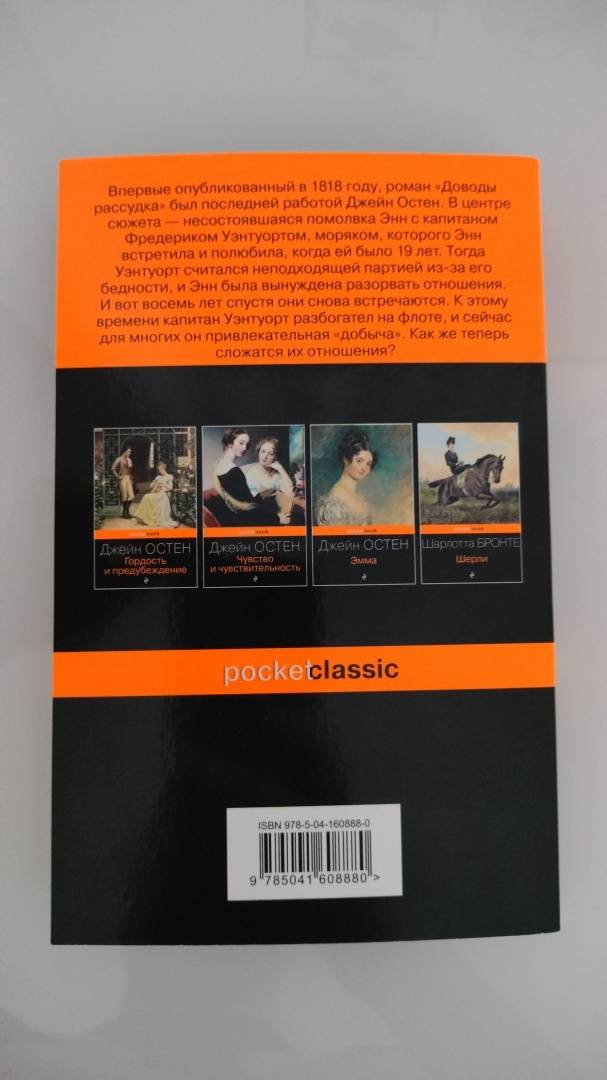 Впервые опубликованный в 1818 году, роман «Доводы
рассудка» был последней работой Джейн Остен. В центре
сюжета — несостоявшаяся помолвка Энн с капитаном
Фредериком Уэнтуортом, моряком, которого Энн
встретила и полюбила, когда ей было 19 лет. Тогда
Уэнтуорт считался неподходящей партией из-за его
бедности, и Энн была вынуждена разорвать отношения.
И вот восемь лет спустя они снова встречаются. К этому
времени капитан Уэнтуорт разбогател на флоте, и сейчас
для многих он привлекательная «добыча». Как же теперь
сложатся их отношения?
Джейн ОСТЕН
Гордость
и предубеждение
Джейн ОСТЕН
Чувство
и чувствительность
Джейн ОСТЕН
Эмма
Шарлотта БРОНТЕ
Шерли
pocketclassic
ISBN 978-5-04-160888-0
9 785041 608880 >